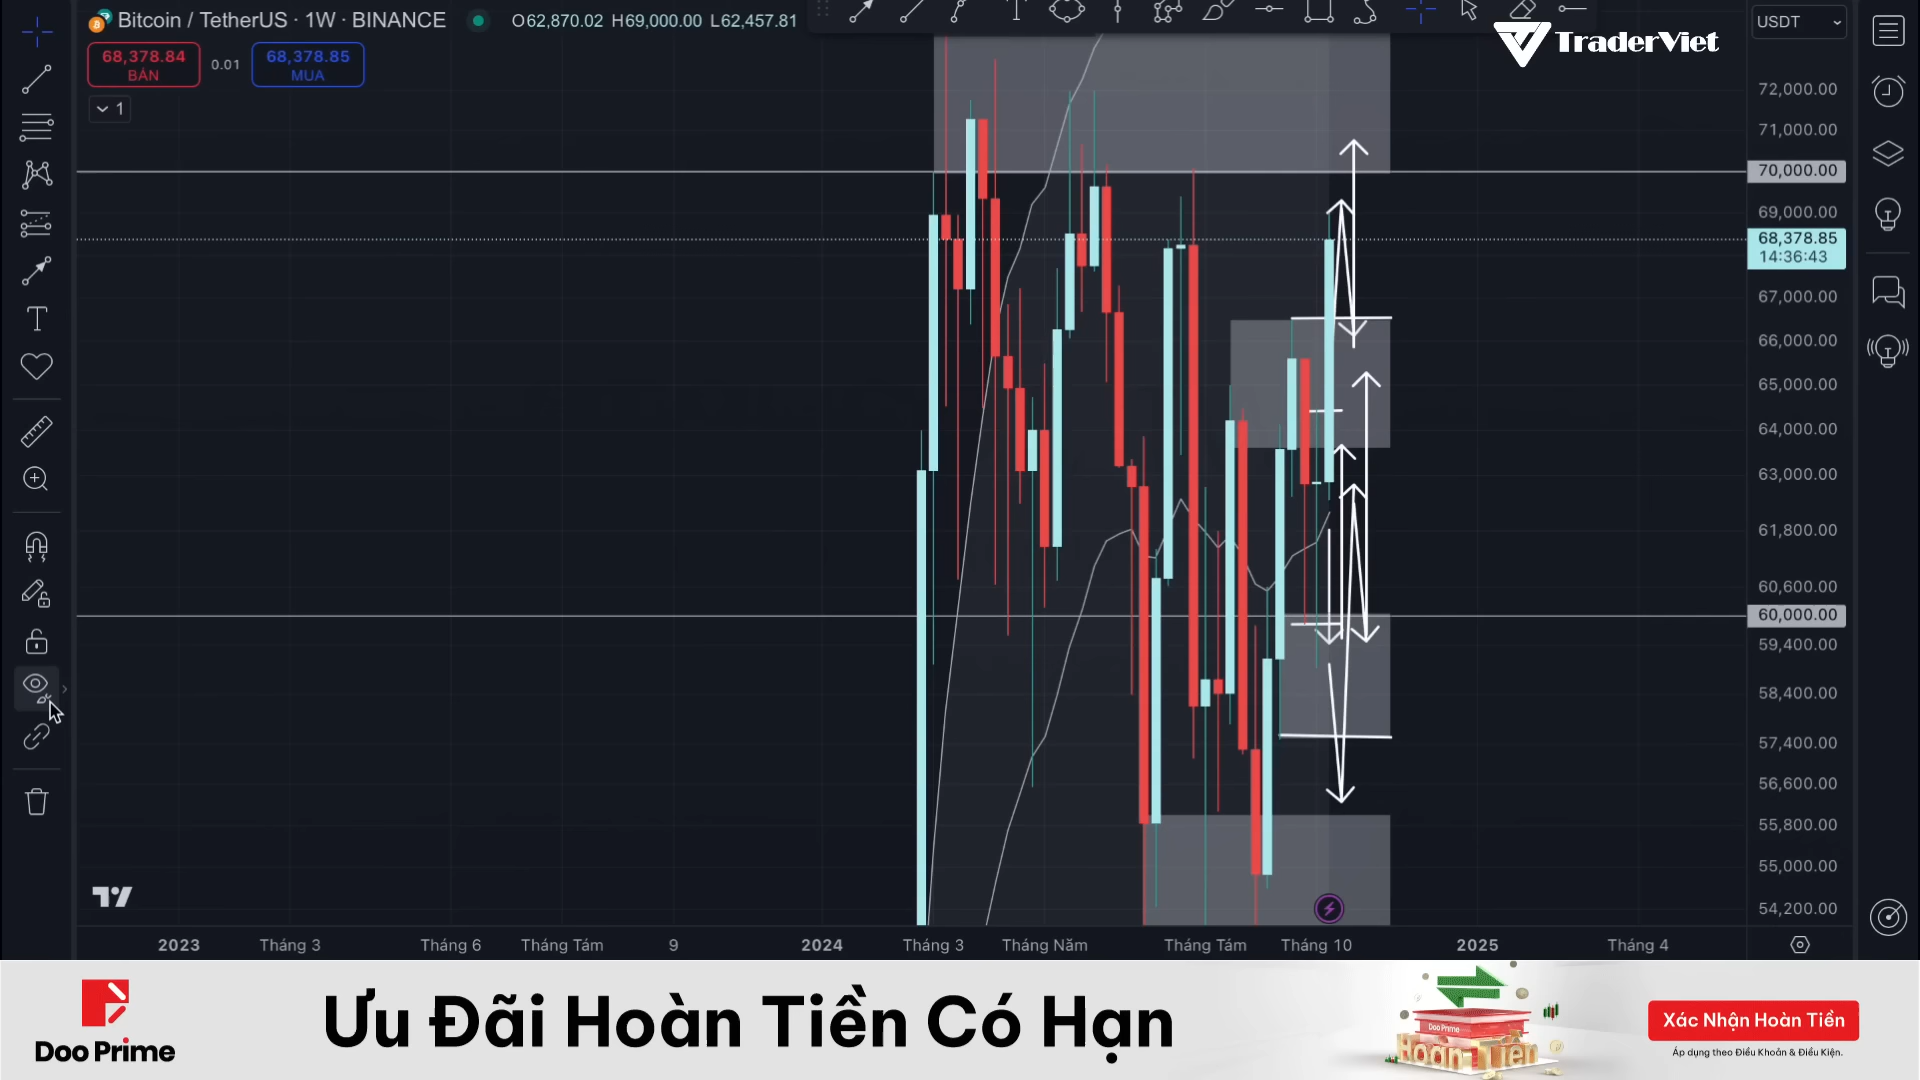 Bitcoin / TetherUS · 1W · BINANCE
O62,870.02 H69,000.00 L62,457.81
USDT
TraderViet
68,378.84
BÁN
0.01
68,378.85
MUA
1
72,000.00
71,000.00
70,000.00
69,000.00
68,378.85
14:36:43
67,000.00
66,000.00
65,000.00
64,000.00
63,000.00
61,800.00
60,600.00
60,000.00
59,400.00
58,400.00
57,400.00
56,600.00
55,800.00
55,000.00
54,200.00
2023
Tháng 3
Tháng 6
Tháng Tám
9
2024
Tháng 3
Tháng Năm
Tháng Tám
Tháng 10
2025
Tháng 4
Doo Prime
Ưu Đãi Hoàn Tiền Có Hạn
Doo Prime
Hoàn Tiền
Xác Nhận Hoàn Tiền
Áp dụng theo Điều Khoản & Điều Kiện.